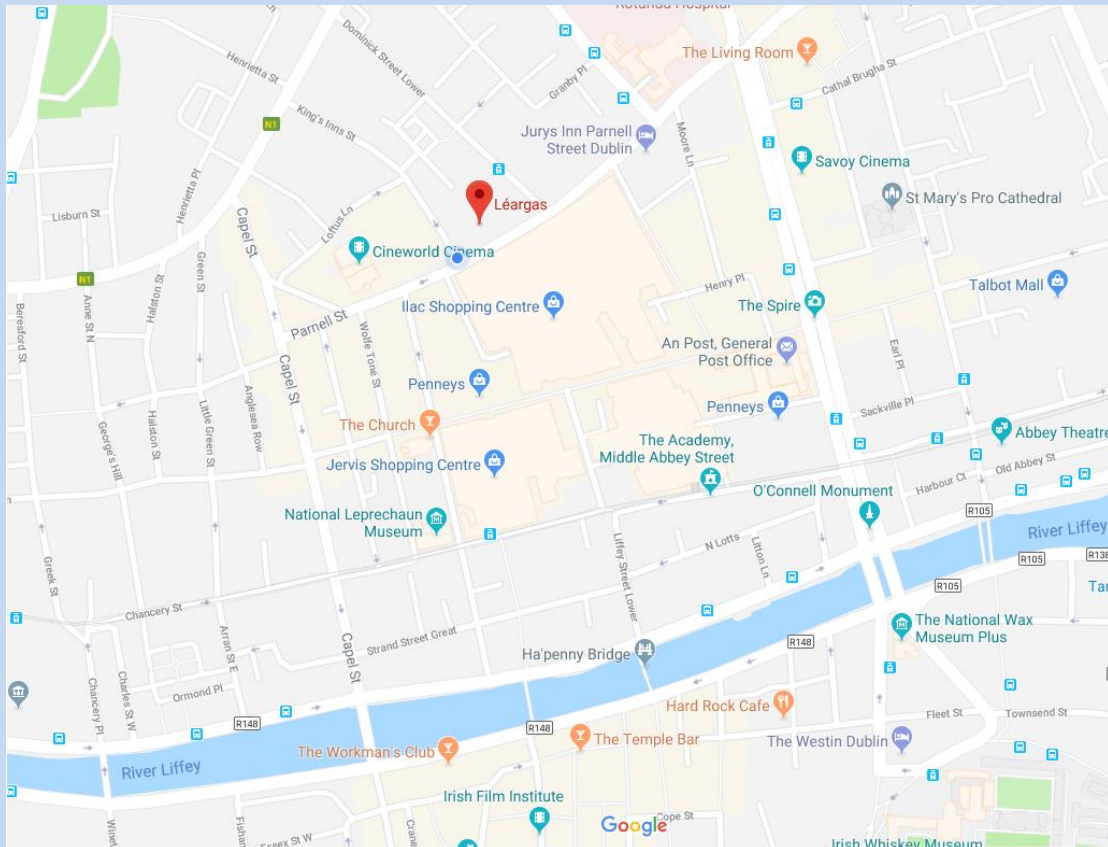 Rotunda Hospital
The Living Room
Dominick Street Lower
Henrietta St
Granby Pl
Cathal Brugha St
King's Inns St
N1
Jurys Inn Parnell
Street Dublin
Moore Ln
Savoy Cinema
Henrietta Pl
Léargas
St Mary's Pro Cathedral
Lisburn St
Capel St
Loftus Ln
Cineworld Cinema
N1
Green St
Halston St
Anne St N
Beresford St
Ilac Shopping Centre
Henry Pl
The Spire
Talbot Mall
Parnell St
Wolfe Tone St
An Post, General
Post Office
Earl Pl
Capel St
Penneys
Penneys
Sackville Pl
Anglesea Row
Little Green St
Halston St
George's Hill
The Church
The Academy,
Middle Abbey Street
Abbey Theatre
Jervis Shopping Centre
Old Abbey St
Harbour Ct
O'Connell Monument
National Leprechaun
Museum
R105
River Liffey
Liffey Street Lower
N Lotts
Litton Ln
R105
R138
Greek St
Chancery St
R105
Arran St E
Strand Street Great
Capel St
R148
The National Wax
Museum Plus
Ha'penny Bridge
Ormond Pl
Charles St W
Chancery Pl
R148
R148
Hard Rock Cafe
Fleet St
Townsend St
The Workman's Club
The Temple Bar
The Westin Dublin
River Liffey
Irish Film Institute
Google
Cope St
Essex St W
Irish Whiskey Museum